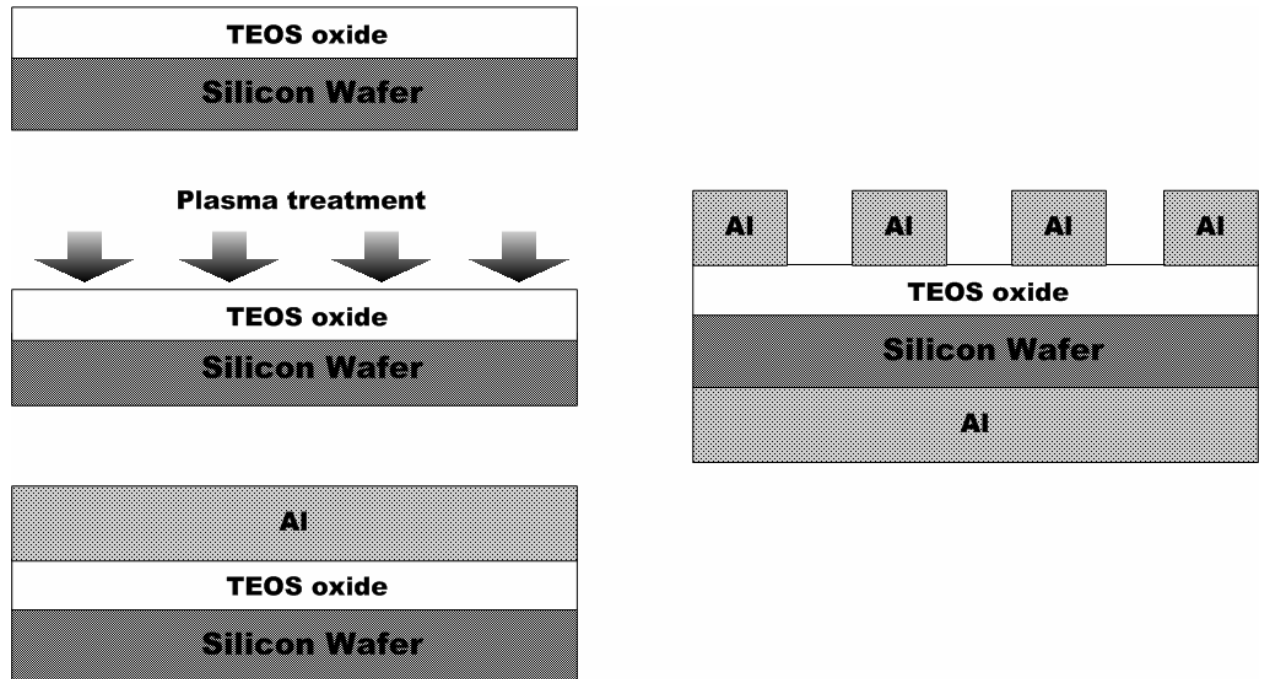 TEOS oxide
Silicon Wafer
Plasma treatment
TEOS oxide
Silicon Wafer
Al
TEOS oxide
Silicon Wafer
Al Al Al Al
TEOS oxide
Silicon Wafer
Al